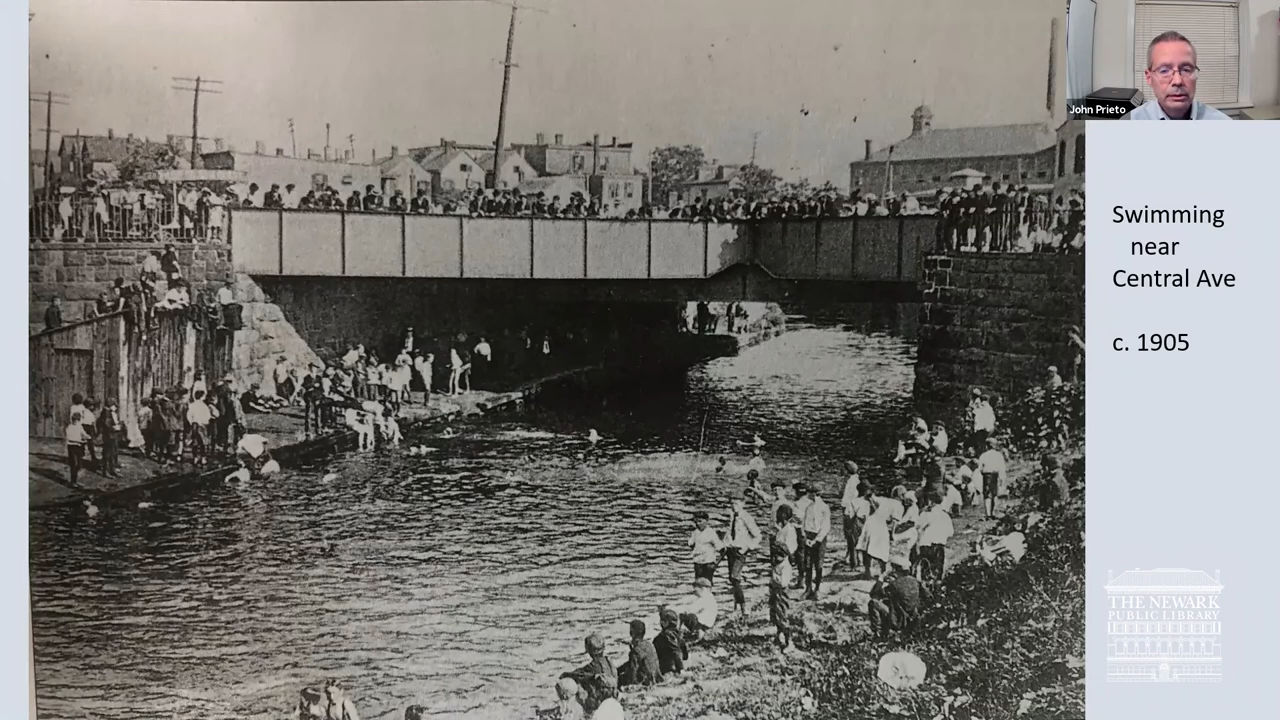 John Prieto
Swimming
near
Central Ave
c. 1905
THE NEWARK
PUBLIC LIBRARY